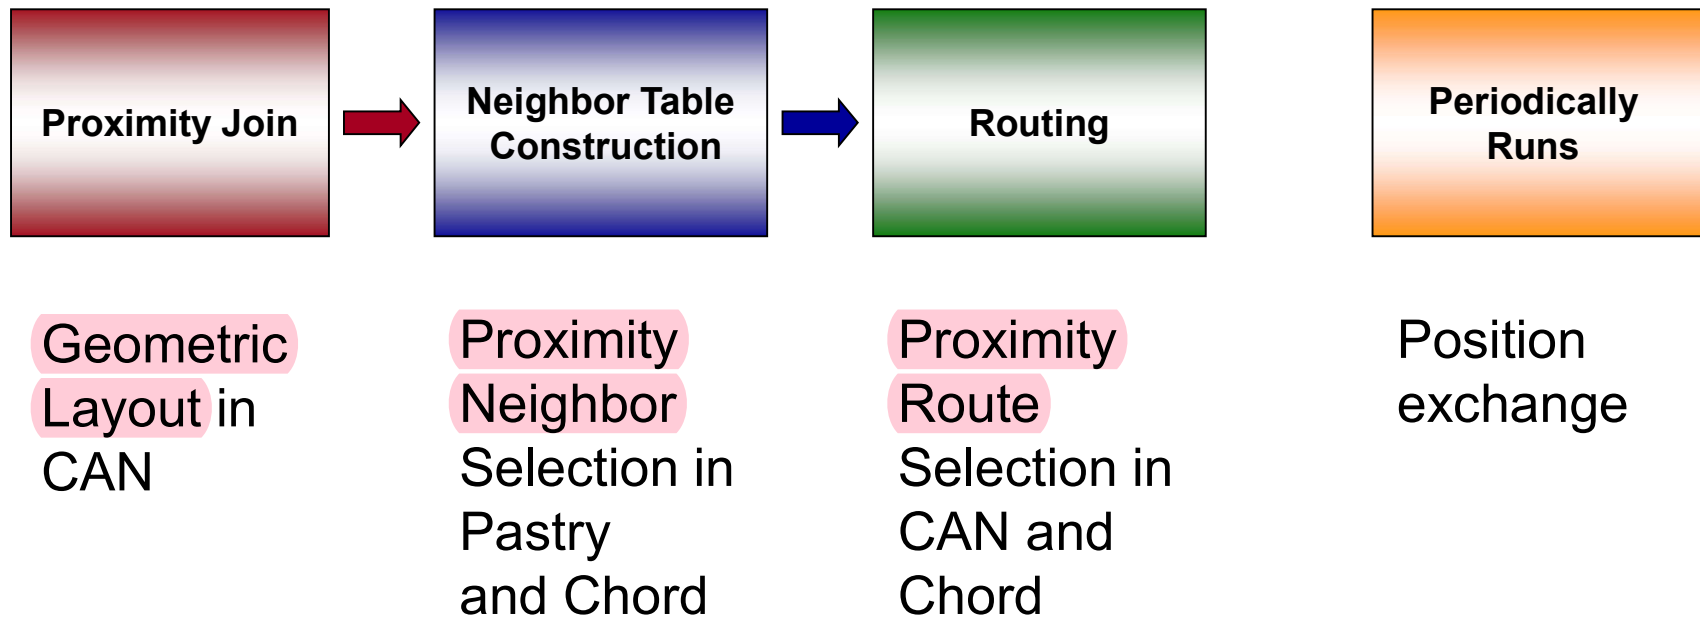 Proximity Join
Neighbor Table
Construction
Routing
Periodically
Runs
Geometric
Layout in
CAN
Proximity
Neighbor
Selection in
Pastry
and Chord
Proximity
Route
Selection in
CAN and
Chord
Position
exchange